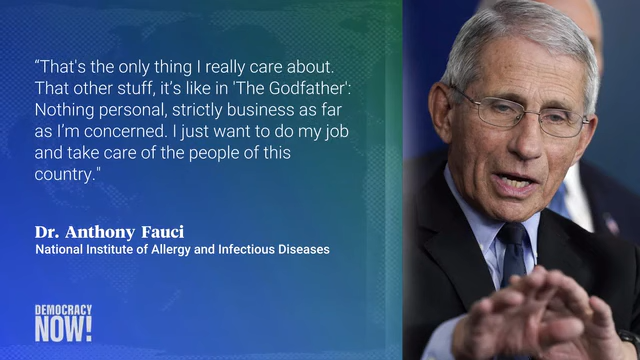 “That's the only thing I really care about.
That other stuff, it’s like in 'The Godfather':
Nothing personal, strictly business as far
as I’m concerned. I just want to do my job
and take care of the people of this
country."
Dr. Anthony Fauci
National Institute of Allergy and Infectious Diseases
DEMOCRACY
NOW!